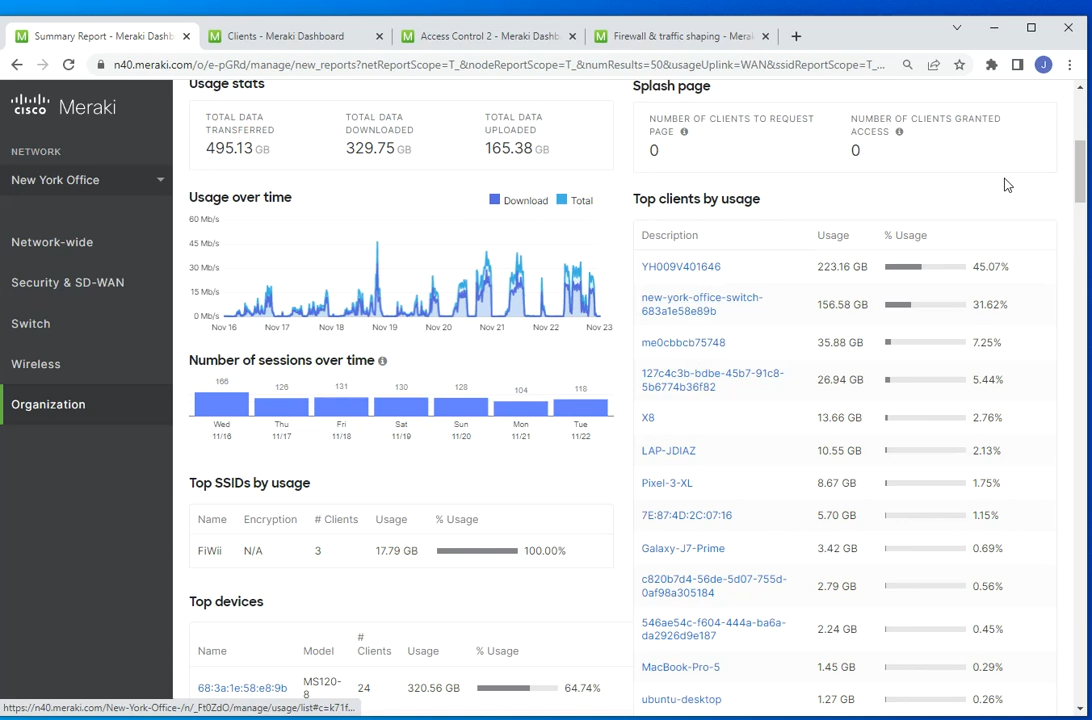 Summary Report - Meraki Dashb
Clients - Meraki Dashboard
Access Control 2 - Meraki Dashb
Firewall & traffic shaping - Merak
n40.meraki.com/o/e-pGRd/manage/new_reports?netReportScope=T_&nodeReportScope=T_&numResults=50&usageUplink=WAN&ssidReportScope=T_...
J
cisco Meraki
NETWORK
New York Office
Network-wide
Security & SD-WAN
Switch
Wireless
Organization
Usage stats
TOTAL DATA TRANSFERRED
495.13 GB
TOTAL DATA DOWNLOADED
329.75 GB
TOTAL DATA UPLOADED
165.38 GB
Usage over time
Download Total
60 Mb/s
45 Mb/s
30 Mb/s
15 Mb/s
0 Mb/s
Nov 16 Nov 17 Nov 18 Nov 19 Nov 20 Nov 21 Nov 22 Nov 23
Number of sessions over time
166 126 131 130 128 104 118
Wed Thu Fri Sat Sun Mon Tue
11/16 11/17 11/18 11/19 11/20 11/21 11/22
Top SSIDs by usage
Name Encryption # Clients Usage % Usage
FiWii N/A 3 17.79 GB 100.00%
Top devices
Name Model # Clients Usage % Usage
68:3a:1e:58:e8:9b MS120-8 24 320.56 GB 64.74%
Splash page
NUMBER OF CLIENTS TO REQUEST PAGE
0
NUMBER OF CLIENTS GRANTED ACCESS
0
Top clients by usage
Description Usage % Usage
YH009V401646 223.16 GB 45.07%
new-york-office-switch-
683a1e58e89b 156.58 GB 31.62%
me0cbbcb75748 35.88 GB 7.25%
127c4c3b-bdbe-45b7-91c8-
5b6774b36f82 26.94 GB 5.44%
X8 13.66 GB 2.76%
LAP-JDIAZ 10.55 GB 2.13%
Pixel-3-XL 8.67 GB 1.75%
7E:87:4D:2C:07:16 5.70 GB 1.15%
Galaxy-J7-Prime 3.42 GB 0.69%
c820b7d4-56de-5d07-755d-
0af98a305184 2.79 GB 0.56%
546ae54c-f604-444a-ba6a-
da2926d9e187 2.24 GB 0.45%
MacBook-Pro-5 1.45 GB 0.29%
ubuntu-desktop 1.27 GB 0.26%
https://n40.meraki.com/New-York-Office-/n/_Ft0ZdO/manage/usage/list#c=k71f...